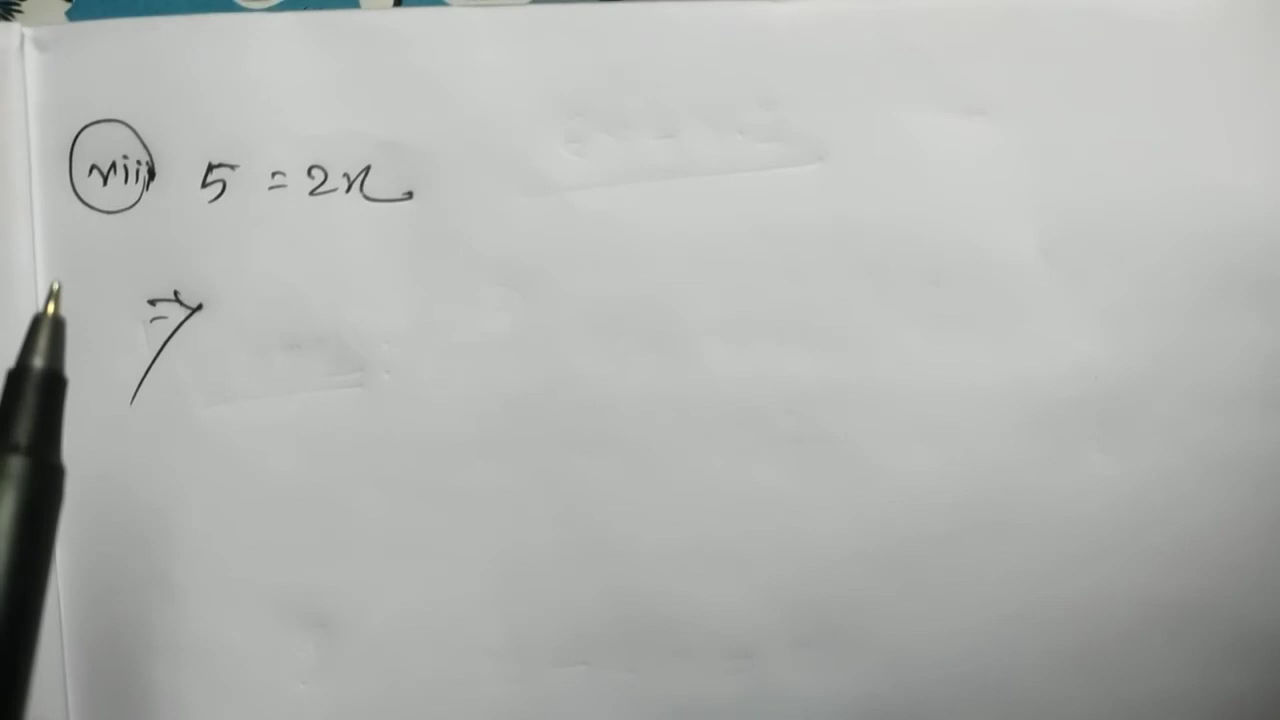 viii) 5 = 2x
⇒